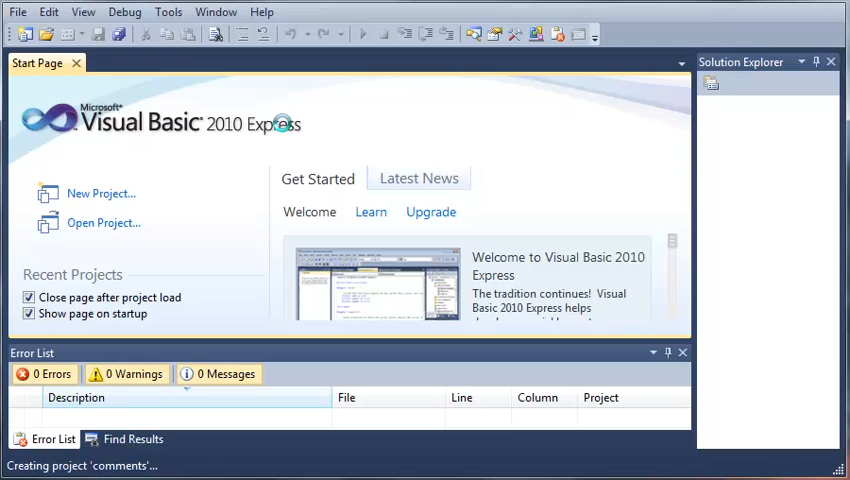 File Edit View Debug Tools Window Help
Start Page
Solution Explorer
Microsoft®
Visual Basic® 2010 Express
Get Started Latest News
New Project...
Welcome Learn Upgrade
Open Project...
Welcome to Visual Basic 2010
Express
Recent Projects
The tradition continues! Visual
Close page after project load
Basic 2010 Express helps
Show page on startup
Error List
0 Errors 0 Warnings 0 Messages
Description File Line Column Project
Error List Find Results
Creating project 'comments'...